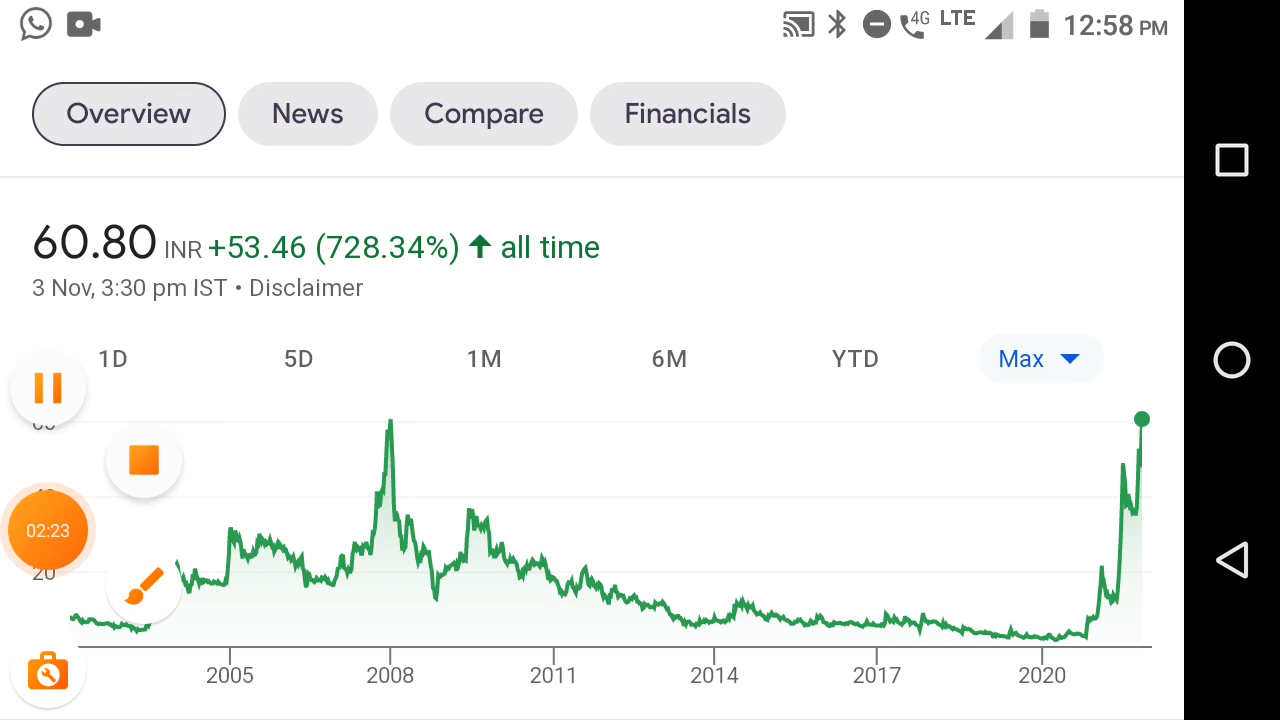 4G LTE 12:58 PM
Overview News Compare Financials
60.80 INR +53.46 (728.34%) all time
3 Nov, 3:30 pm IST • Disclaimer
1D 5D 1M 6M YTD Max
02:23
20
2005 2008 2011 2014 2017 2020